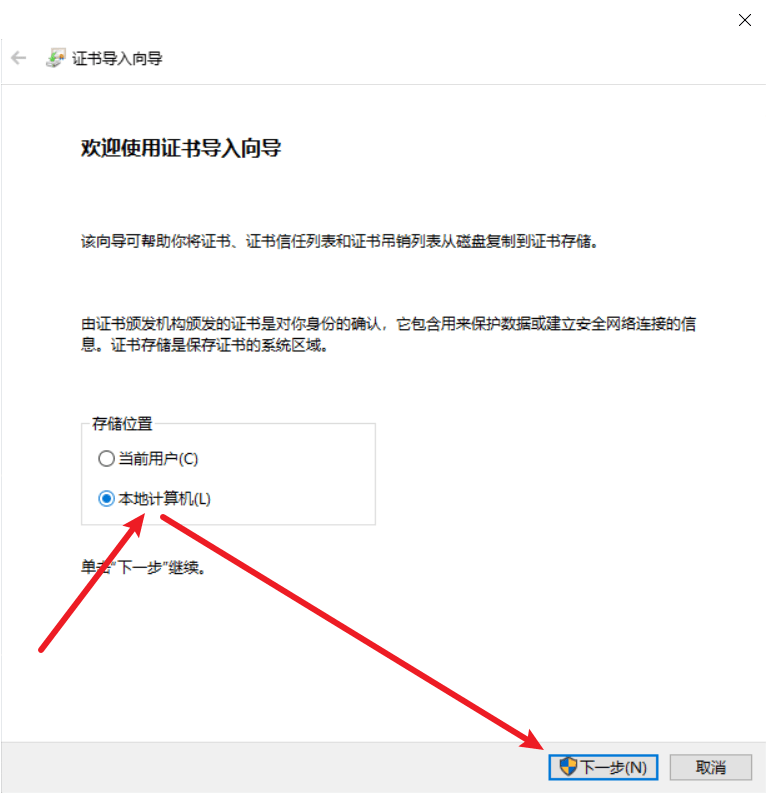 证书导入向导
欢迎使用证书导入向导
该向导可帮助你将证书、证书信任列表和证书吊销列表从磁盘复制到证书存储。
由证书颁发机构颁发的证书是对你身份的确认，它包含用来保护数据或建立安全网络连接的信
息。证书存储是保存证书的系统区域。
存储位置
当前用户(C)
本地计算机(L)
单击"下一步"继续。
下一步(N)
取消